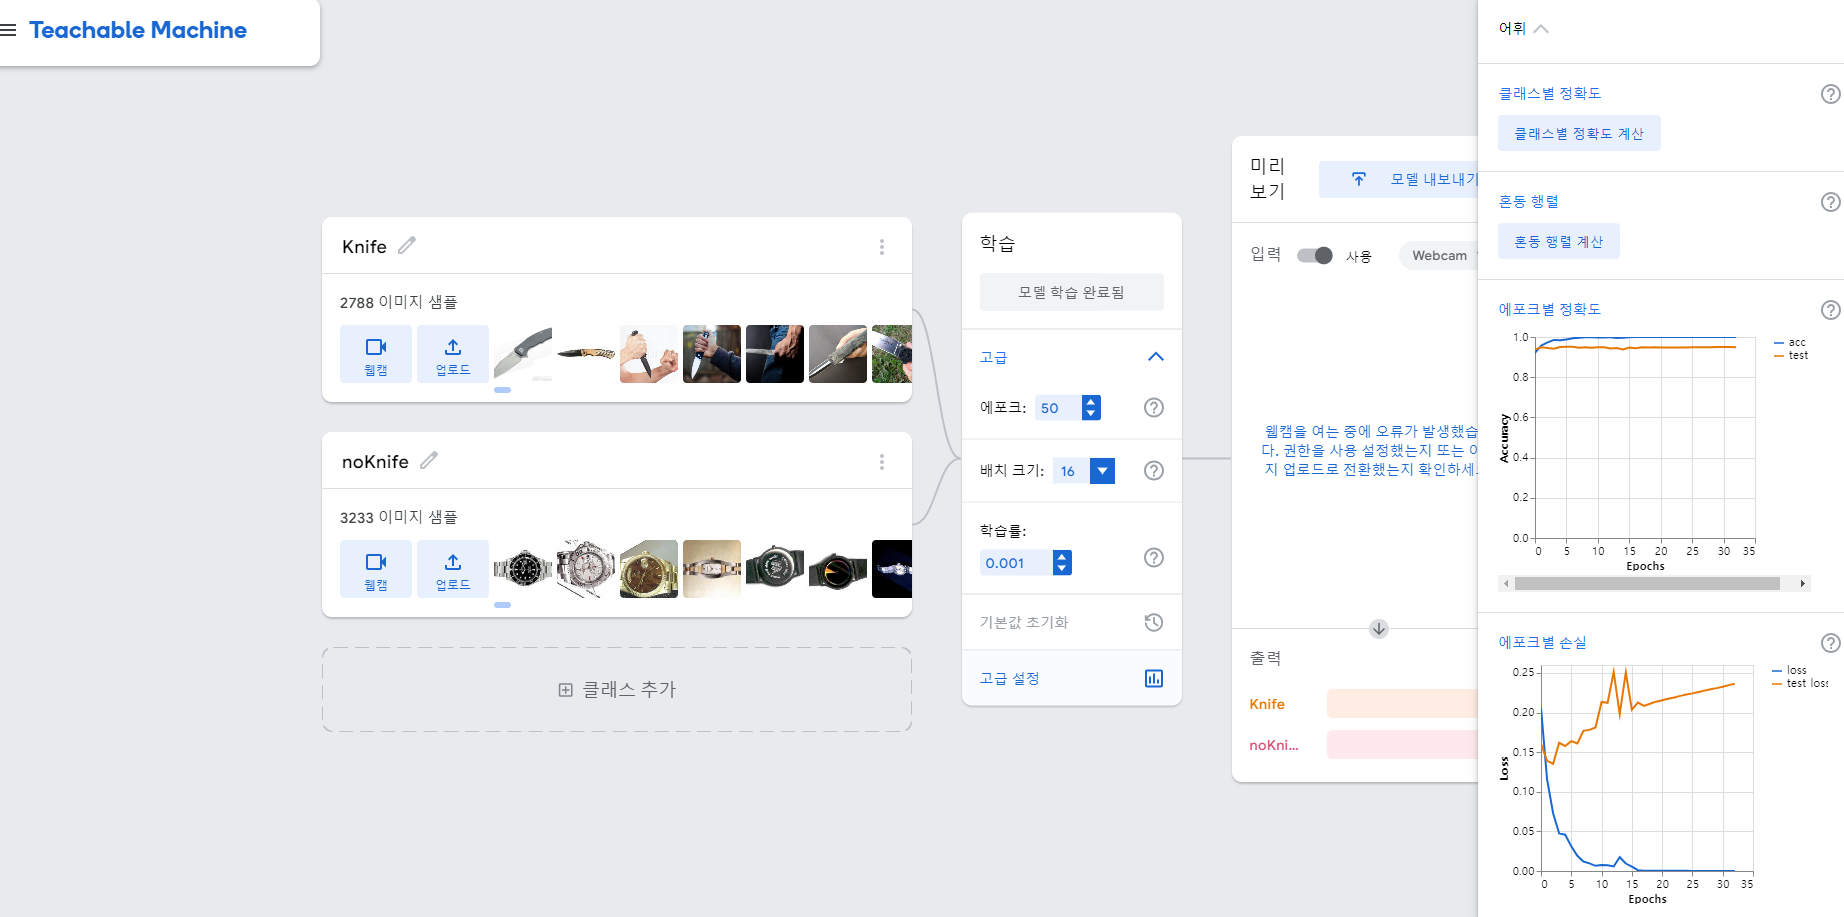 Teachable Machine
Knife
2788 이미지 샘플
웹캠
업로드
noKnife
3233 이미지 샘플
웹캠
업로드
클래스 추가
학습
모델 학습 완료됨
고급
에포크: 50
배치 크기: 16
학습률:
0.001
기본값 초기화
고급 설정
미리
보기
모델 내보내기
입력
사용
Webcam
웹캠을 여는 중에 오류가 발생했습
다. 권한을 사용 설정했는지 또는 이
지 업로드로 전환했는지 확인하세
출력
Knife
noKni...
어휘
클래스별 정확도
클래스별 정확도 계산
혼동 행렬
혼동 행렬 계산
에포크별 정확도
1.0
0.8
0.6
0.4
0.2
0.0
Accuracy
0 5 10 15 20 25 30 35
Epochs
acc
test
에포크별 손실
0.25
0.20
0.15
0.10
0.05
0.00
Loss
0 5 10 15 20 25 30 35
Epochs
loss
test loss